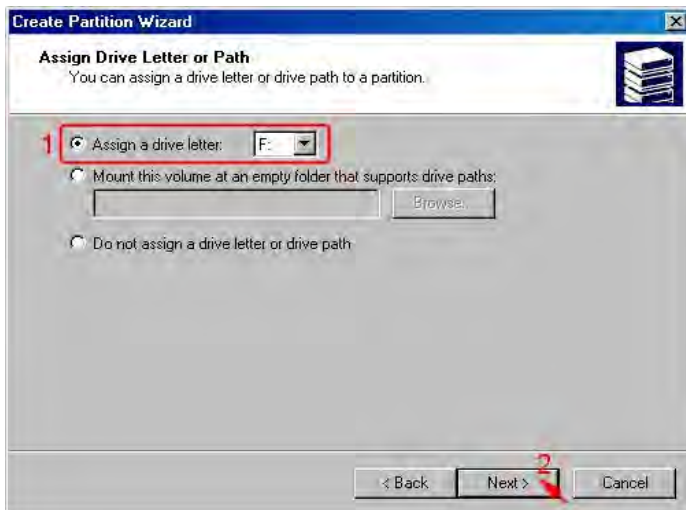 Create Partition Wizard
Assign Drive Letter or Path
You can assign a drive letter or drive path to a partition.
1
Assign a drive letter: F:
Mount this volume at an empty folder that supports drive paths:
Browse...
Do not assign a drive letter or drive path
2
< Back Next > Cancel